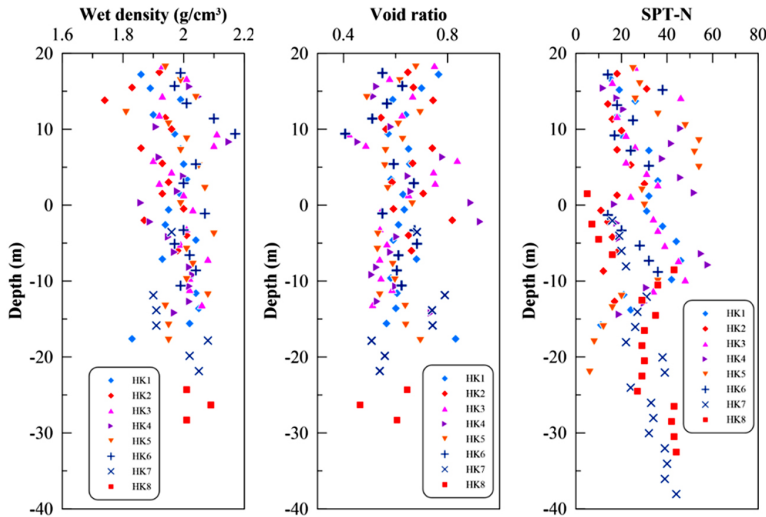 Wet density (g/cm³)
1.6 1.8 2 2.2
20
10
0
-10
-20
-30
-40
Depth (m)
HK1
HK2
HK3
HK4
HK5
HK6
HK7
HK8
Void ratio
0.4 0.8
20
10
0
-10
-20
-30
-40
Depth (m)
HK1
HK2
HK3
HK4
HK5
HK6
HK7
HK8
SPT-N
0 20 40 60 80
20
10
0
-10
-20
-30
-40
Depth (m)
HK1
HK2
HK3
HK4
HK5
HK6
HK7
HK8